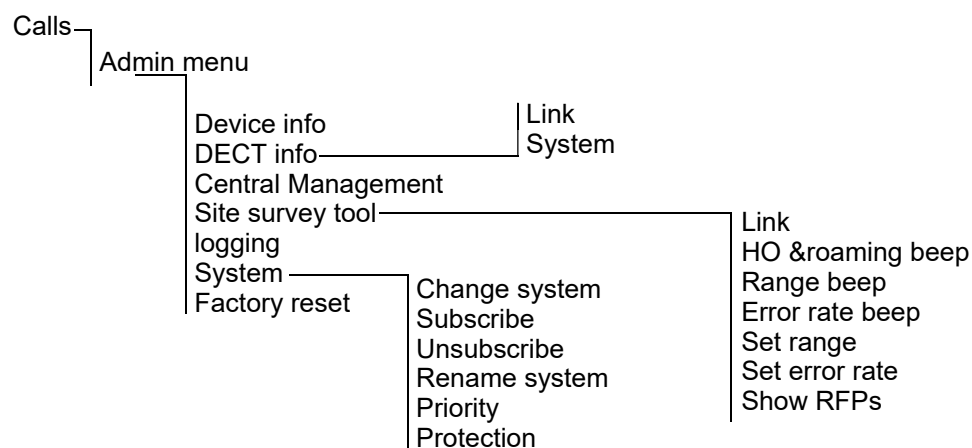 Calls
Admin menu
Device info
DECT info
Central Management
Site survey tool
logging
System
Factory reset
Link
System
Link
HO &roaming beep
Range beep
Error rate beep
Set range
Set error rate
Show RFPs
Change system
Subscribe
Unsubscribe
Rename system
Priority
Protection